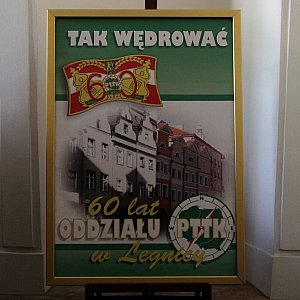 TAK WĘDROWAĆ
60
60 lat
ODDZIAŁU PTTK
w Legnicy